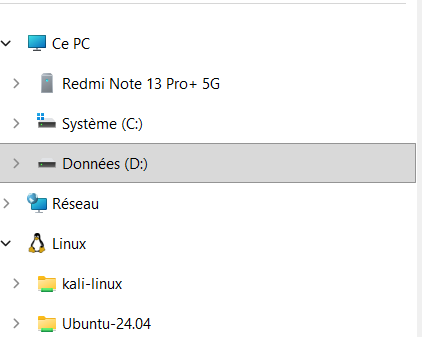 Ce PC
Redmi Note 13 Pro+ 5G
Système (C:)
Données (D:)
Réseau
Linux
kali-linux
Ubuntu-24.04